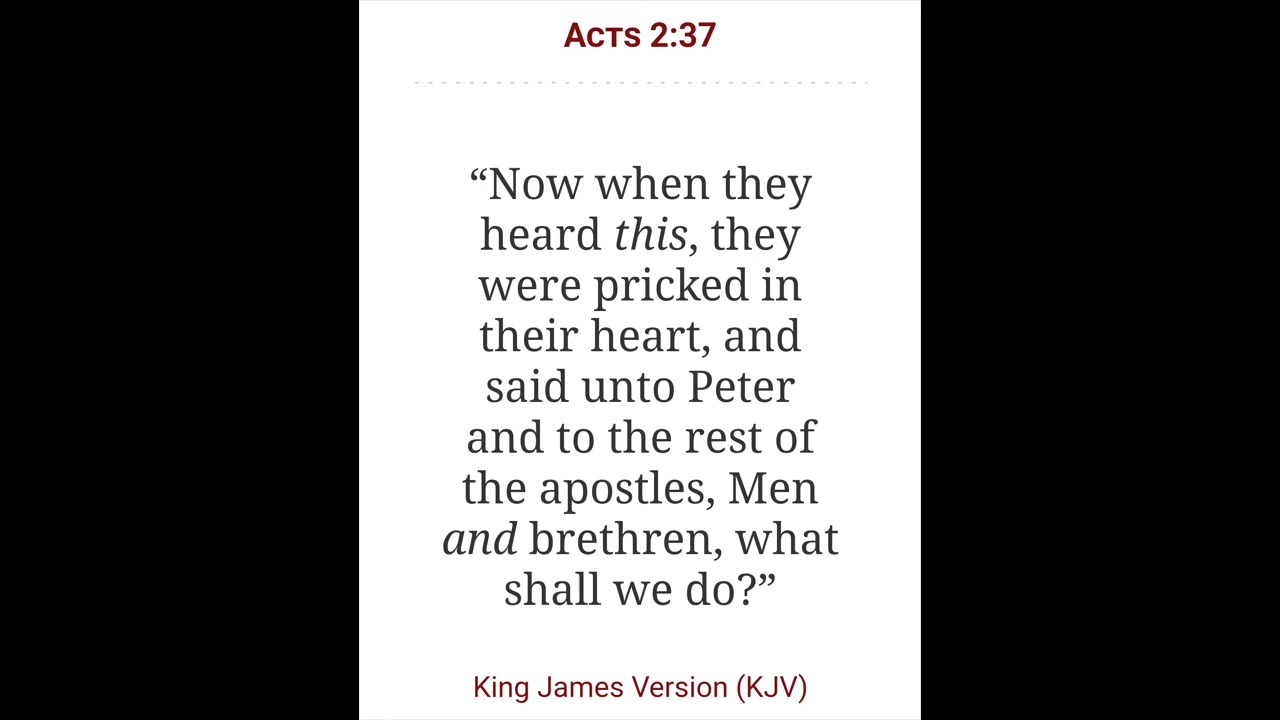 Acts 2:37
“Now when they
heard this, they
were pricked in
their heart, and
said unto Peter
and to the rest of
the apostles, Men
and brethren, what
shall we do?”
King James Version (KJV)